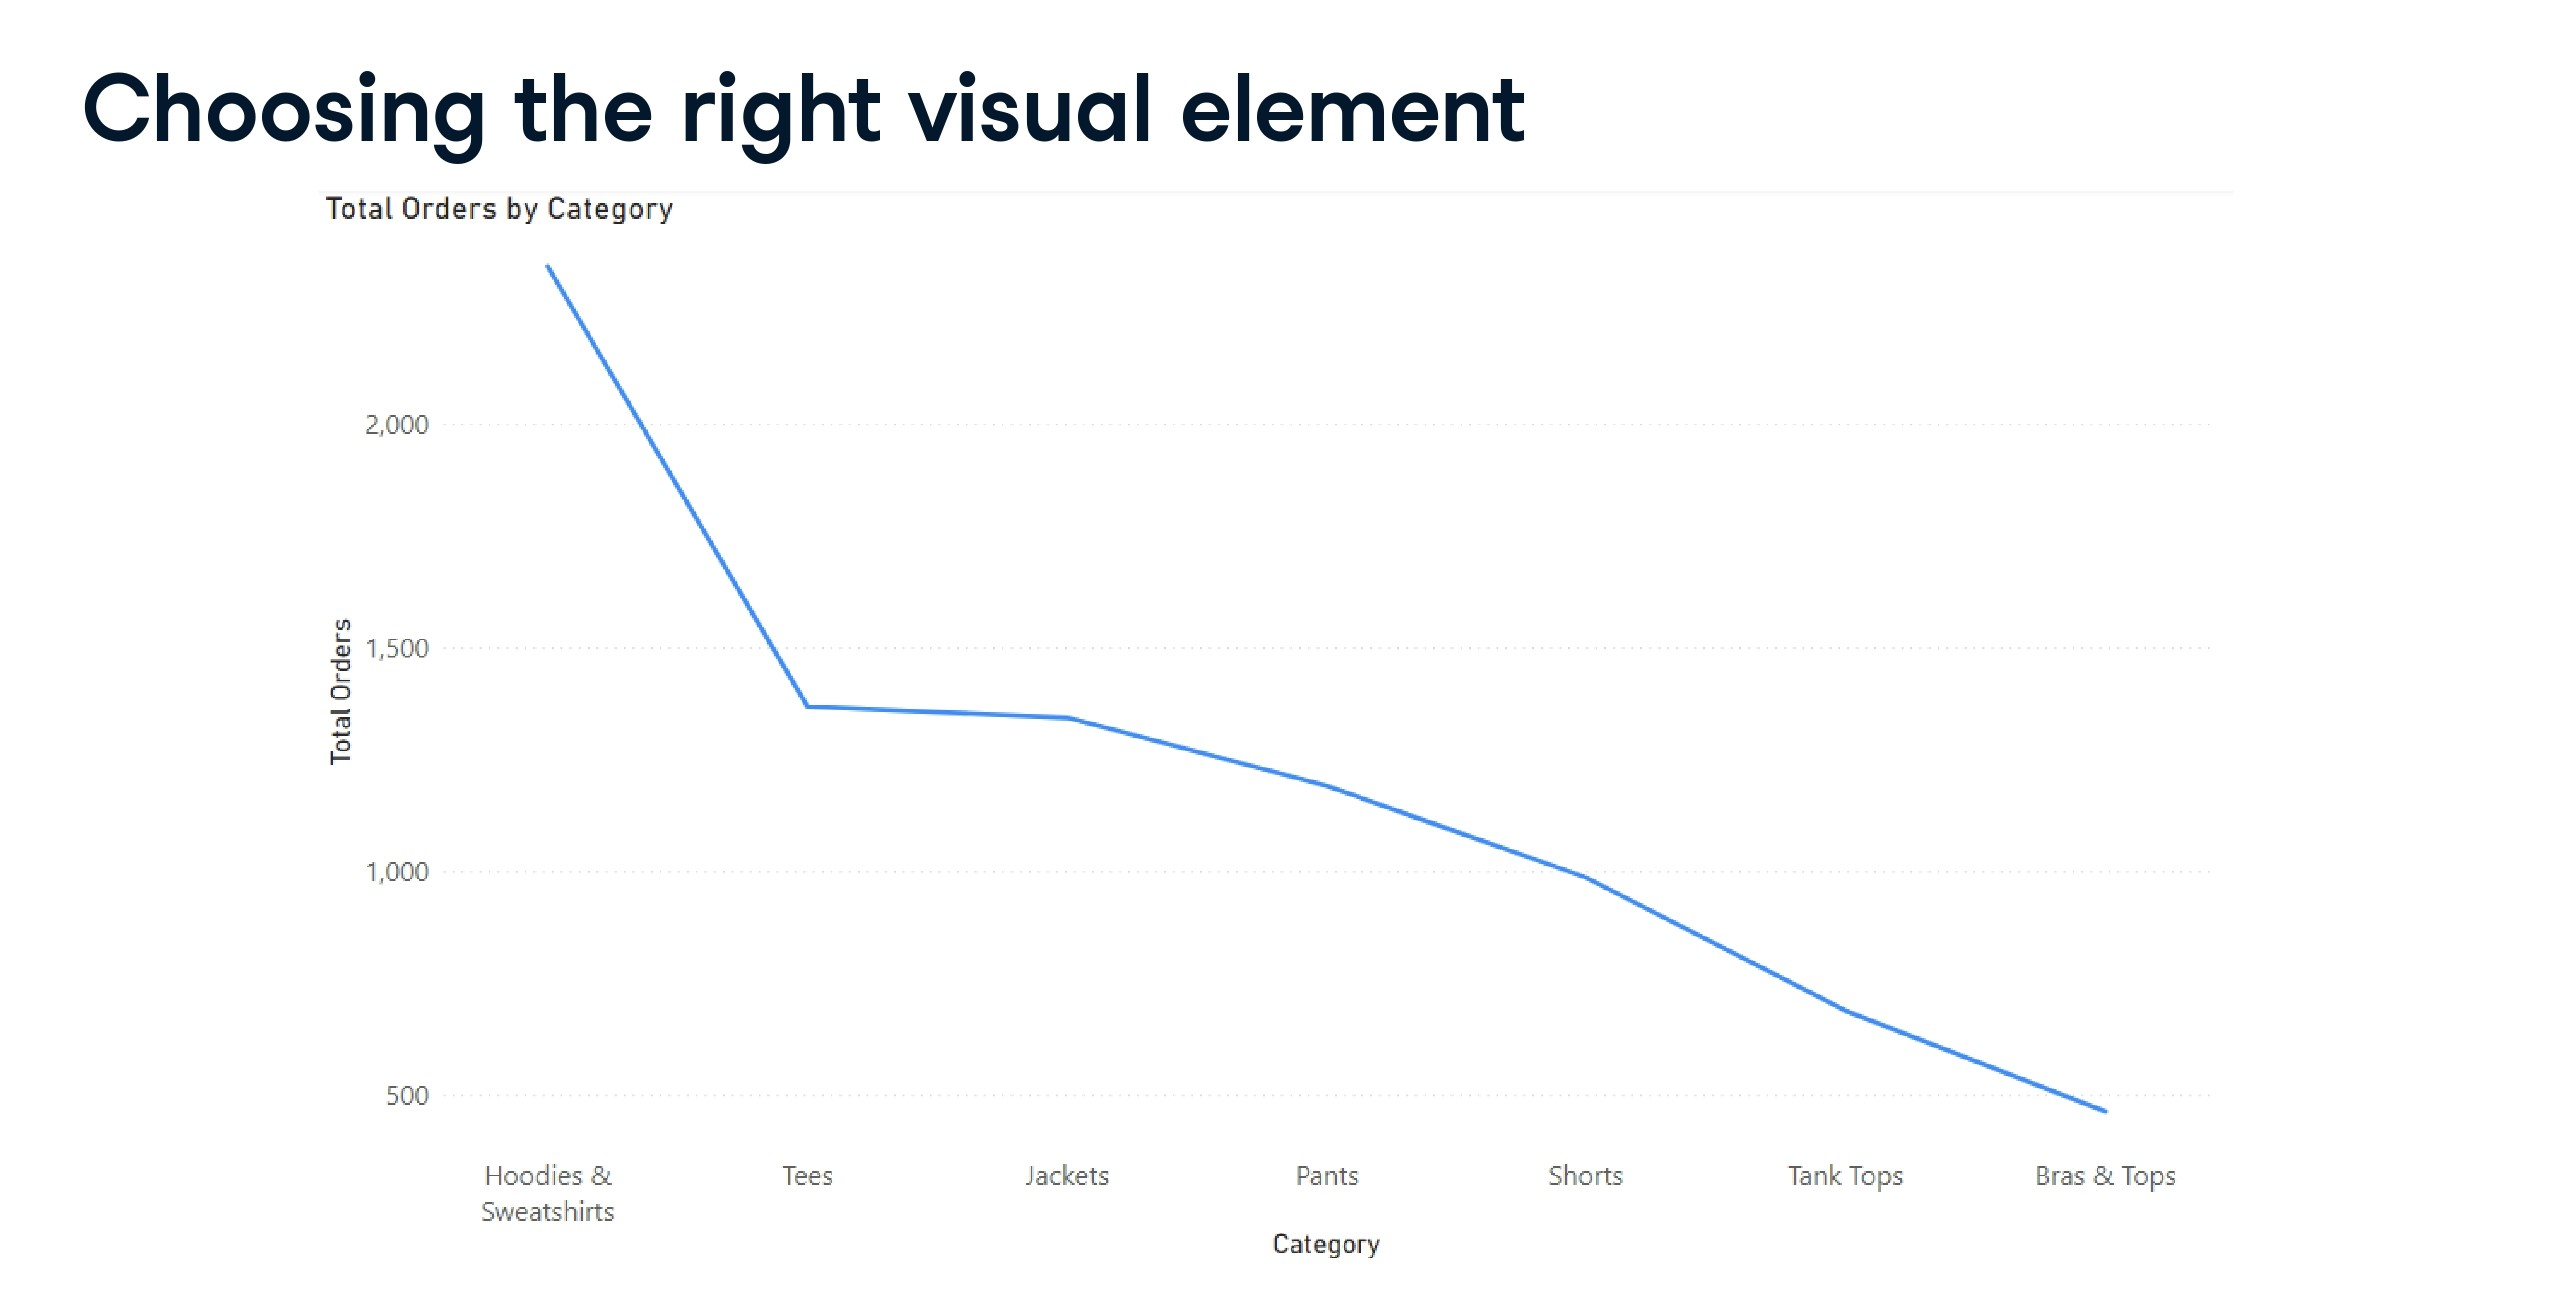 Choosing the right visual element
Total Orders by Category
2,000
1,500
1,000
500
Total Orders
Hoodies &
Sweatshirts
Tees
Jackets
Pants
Shorts
Tank Tops
Bras & Tops
Category